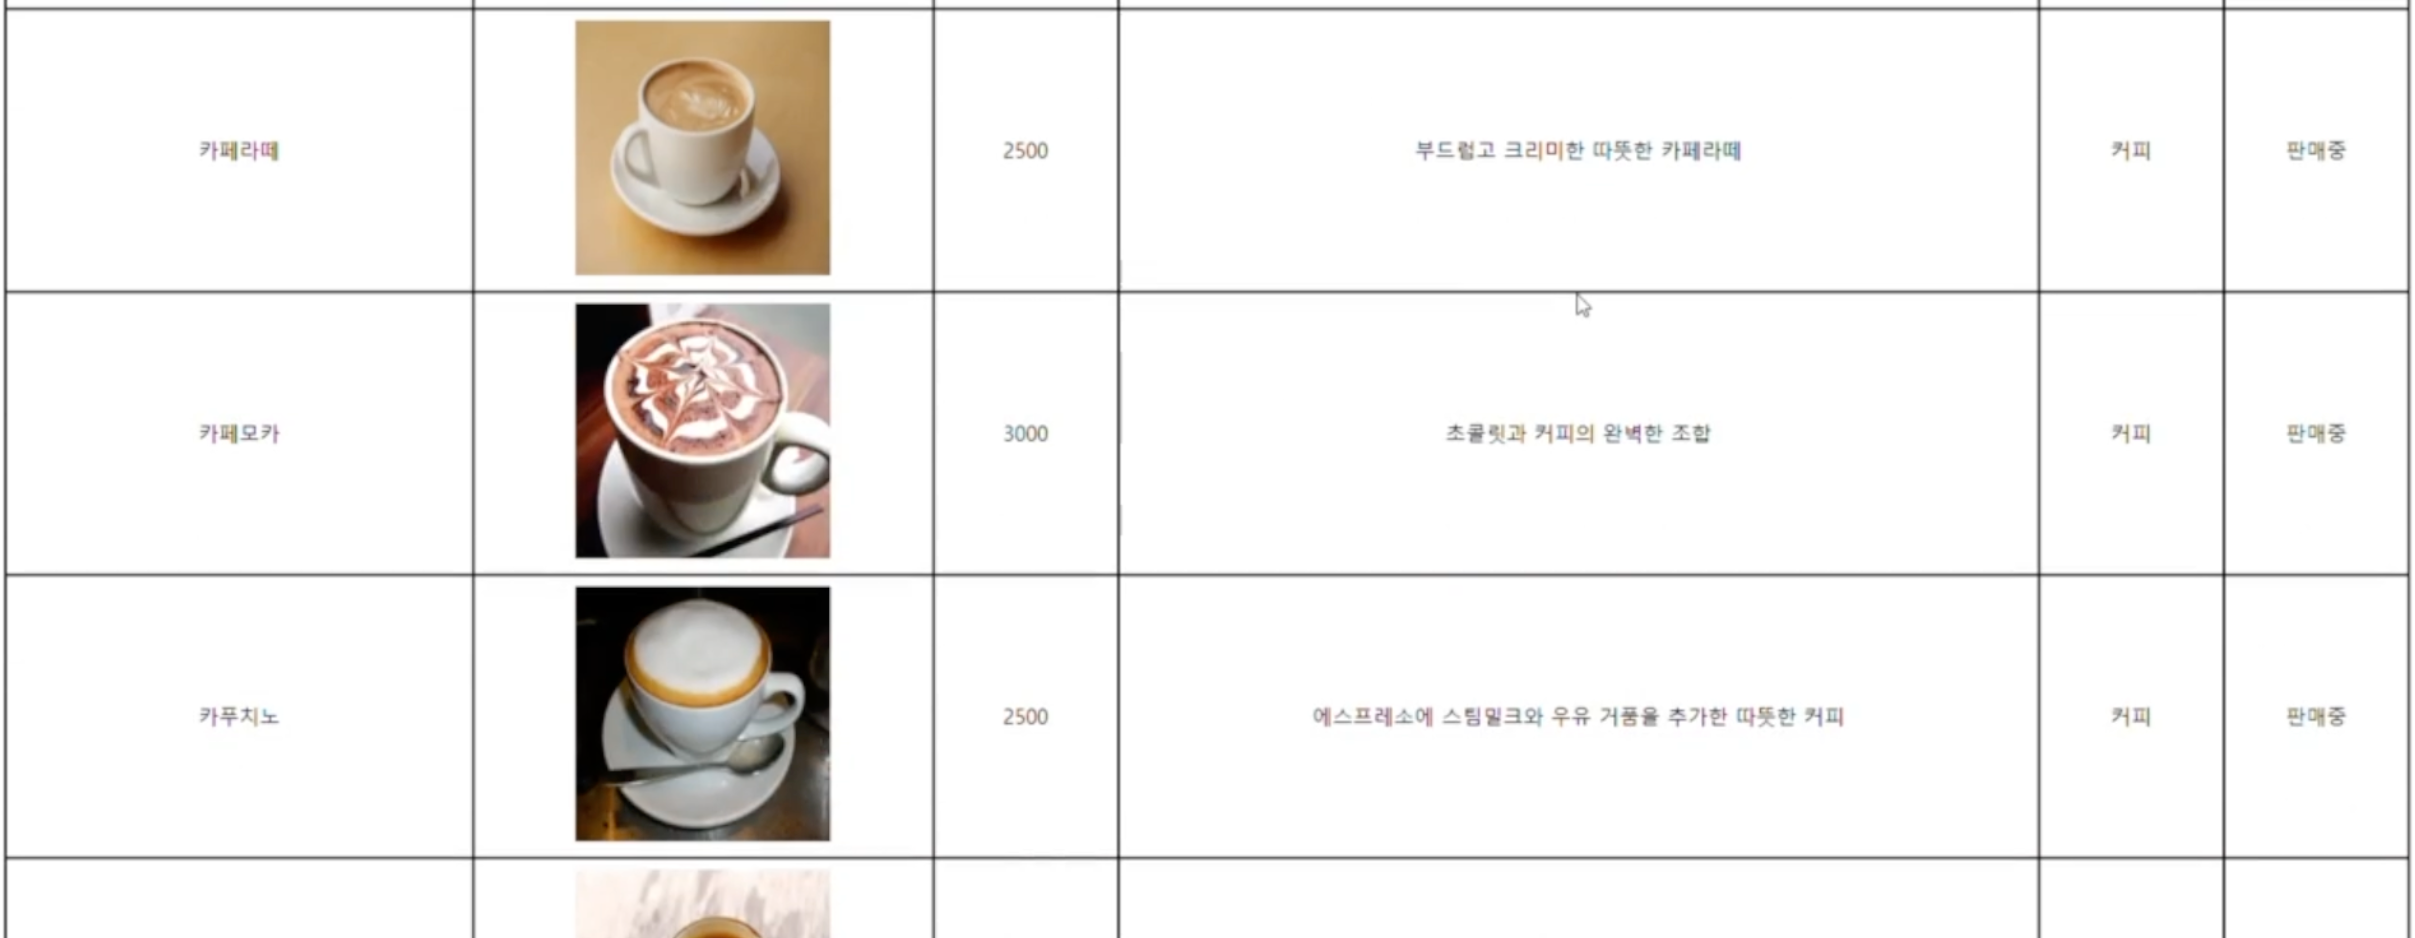 카페라떼 2500 부드럽고 크리미한 따뜻한 카페라떼 커피 판매중
카페모카 3000 초콜릿과 커피의 완벽한 조합 커피 판매중
카푸치노 2500 에스프레소에 스팀밀크와 우유 거품을 추가한 따뜻한 커피 커피 판매중